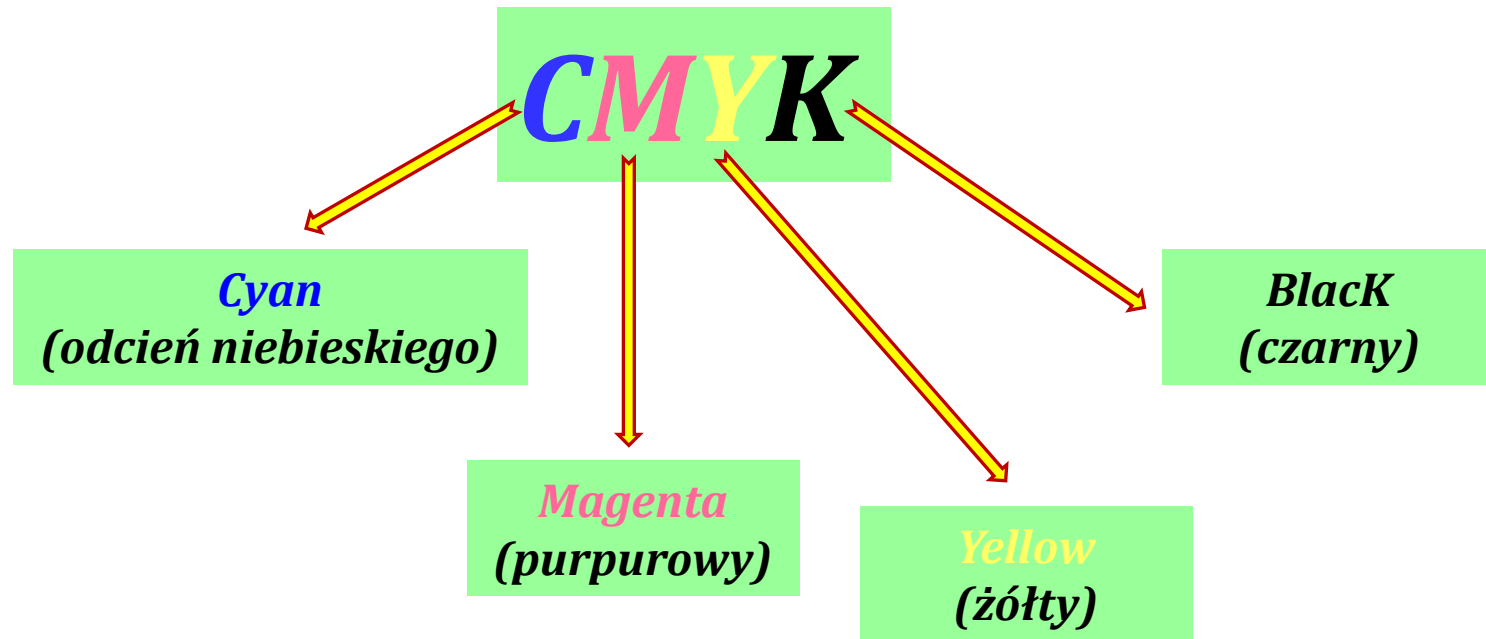 CMYK
Cyan
(odcień niebieskiego)
BlacK
(czarny)
Magenta
(purpurowy)
Yellow
(żółty)